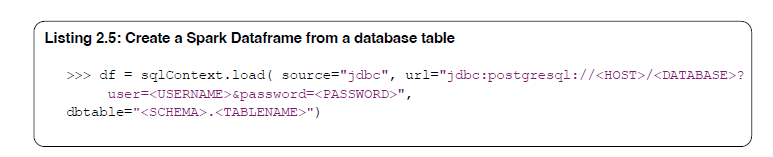 Listing 2.5: Create a Spark Dataframe from a database table
>>> df = sqlContext.load( source="jdbc", url="jdbc:postgresql://<HOST>/<DATABASE>?
user=<USERNAME>&password=<PASSWORD>",
dbtable="<SCHEMA>.<TABLENAME>")